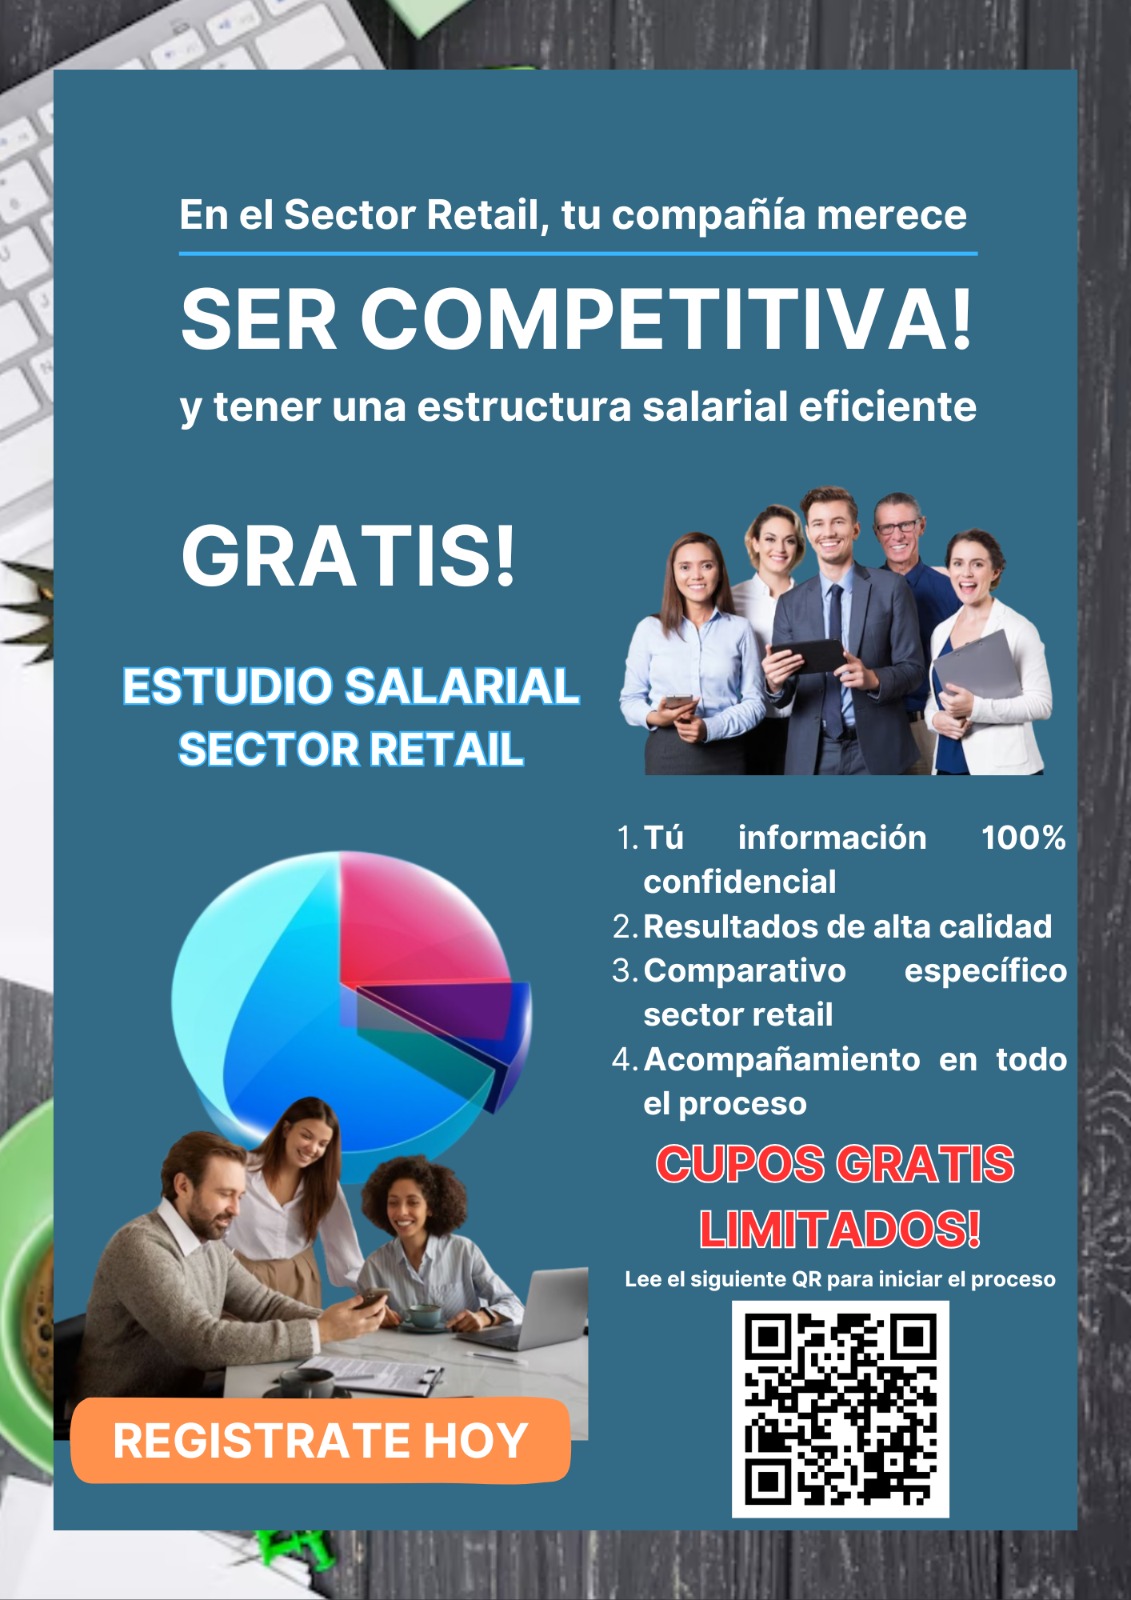 En el Sector Retail, tu compañía merece
SER COMPETITIVA!
y tener una estructura salarial eficiente
GRATIS!
ESTUDIO SALARIAL
SECTOR RETAIL
1. Tú información 100%
confidencial
2. Resultados de alta calidad
3. Comparativo específico
sector retail
4. Acompañamiento en todo
el proceso
CUPOS GRATIS
LIMITADOS!
Lee el siguiente QR para iniciar el proceso
REGISTRATE HOY